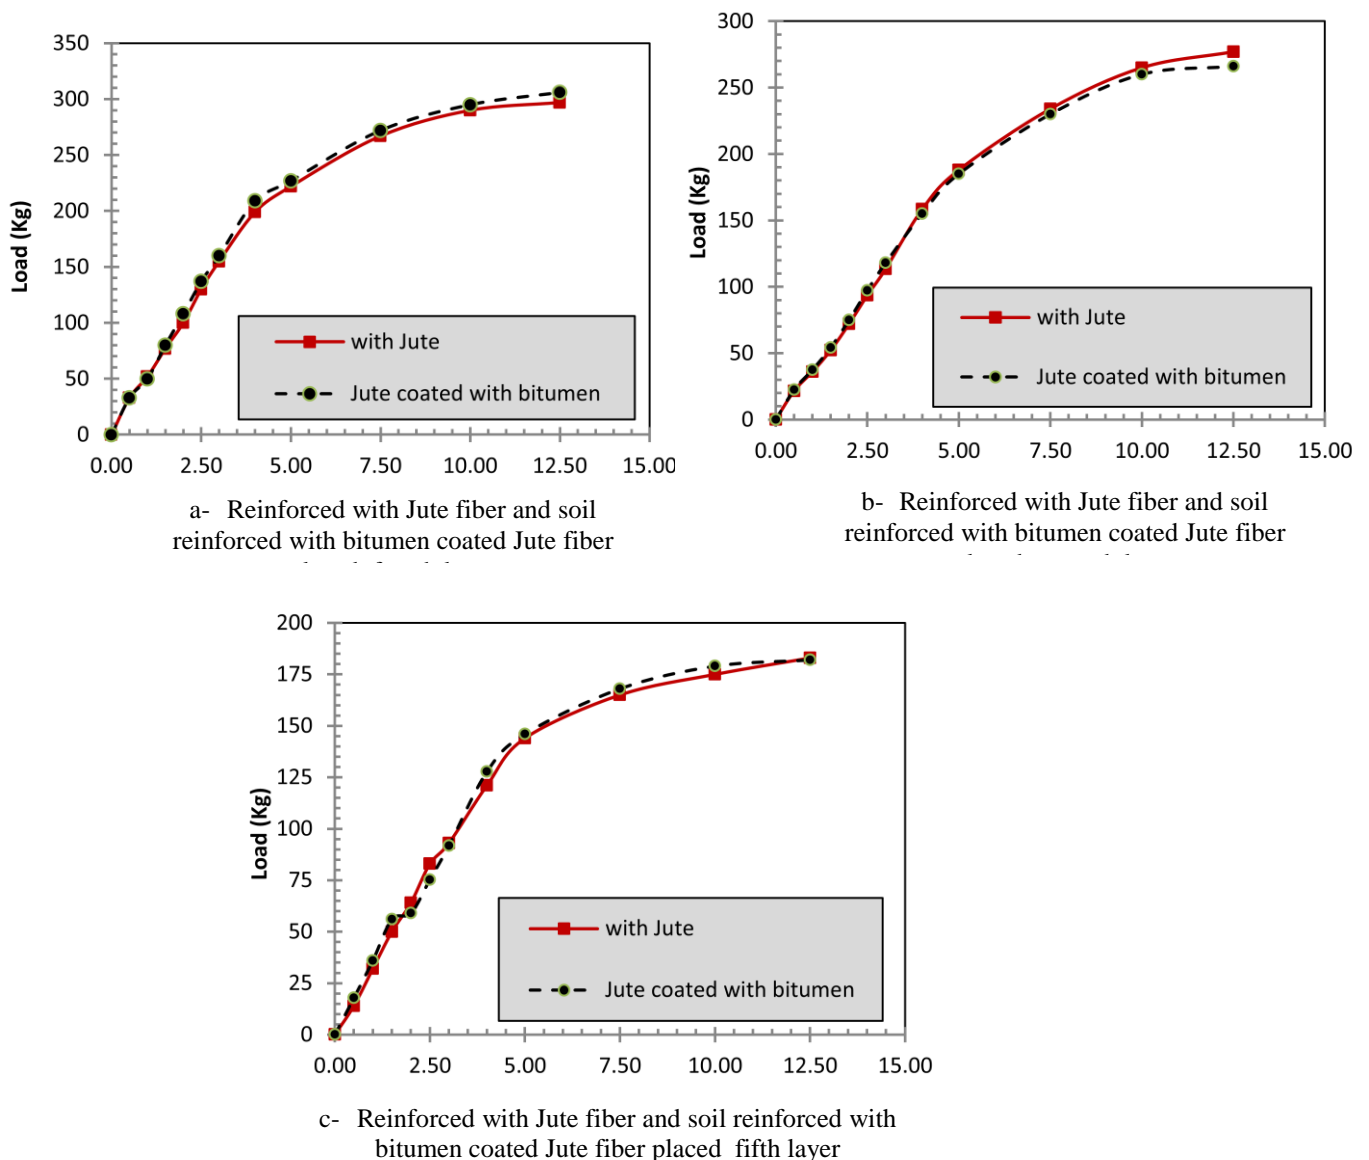 350
300
250
200
150
100
50
0
Load (Kg)
with Jute
Jute coated with bitumen
0.00 2.50 5.00 7.50 10.00 12.50 15.00
a- Reinforced with Jute fiber and soil
reinforced with bitumen coated Jute fiber
300
250
200
150
100
50
0
Load (Kg)
with Jute
Jute coated with bitumen
0.00 2.50 5.00 7.50 10.00 12.50 15.00
b- Reinforced with Jute fiber and soil
reinforced with bitumen coated Jute fiber
200
175
150
125
100
75
50
25
0
Load (Kg)
with Jute
Jute coated with bitumen
0.00 2.50 5.00 7.50 10.00 12.50 15.00
c- Reinforced with Jute fiber and soil reinforced with
bitumen coated Jute fiber placed fifth layer